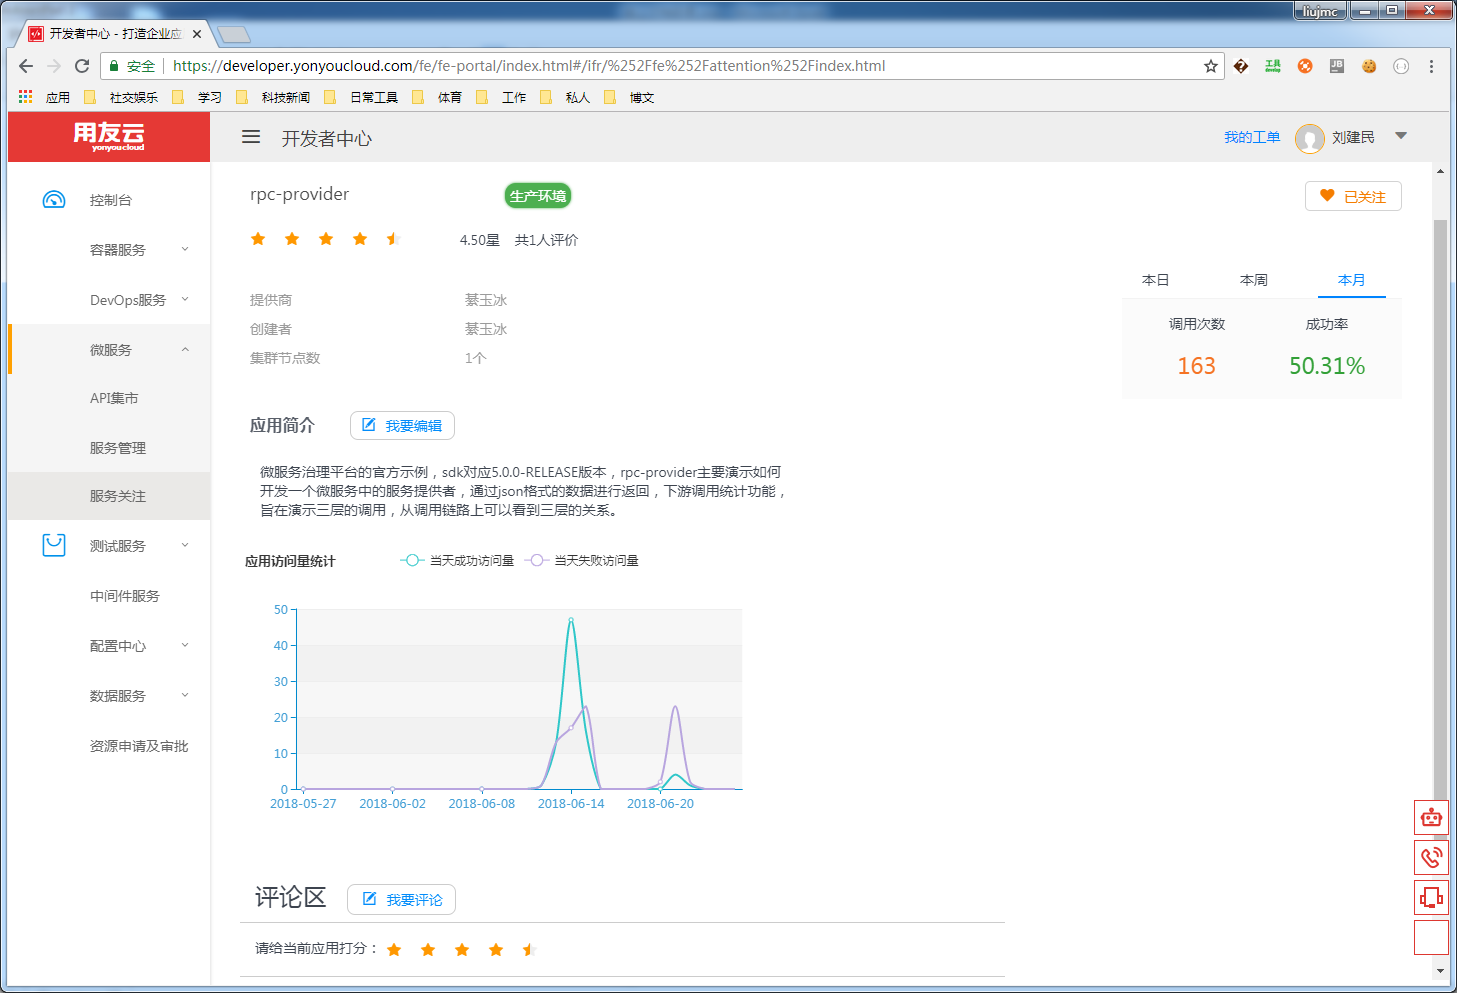 liujmc
开发者中心 - 打造企业应
安全 https://developer.yonyoucloud.com/fe/fe-portal/index.html#/ifr/%252Ffe%252Fattention%252Findex.html
应用 社交娱乐 学习 科技新闻 日常工具 体育 工作 私人 博文
用友云
yonyoucloud
开发者中心
我的工单 刘建民
控制台
容器服务
DevOps服务
微服务
API集市
服务管理
服务关注
测试服务
中间件服务
配置中心
数据服务
资源申请及审批
rpc-provider 生产环境 已关注
4.50星 共1人评价
提供商 綦玉冰
创建者 綦玉冰
集群节点数 1个
本日 本周 本月
调用次数 成功率
163 50.31%
应用简介 我要编辑
微服务治理平台的官方示例，sdk对应5.0.0-RELEASE版本，rpc-provider主要演示如何
开发一个微服务中的服务提供者，通过json格式的数据进行返回，下游调用统计功能，
旨在演示三层的调用，从调用链路上可以看到三层的关系。
应用访问量统计 当天成功访问量 当天失败访问量
50
40
30
20
10
0
2018-05-27 2018-06-02 2018-06-08 2018-06-14 2018-06-20
评论区 我要评论
请给当前应用打分：